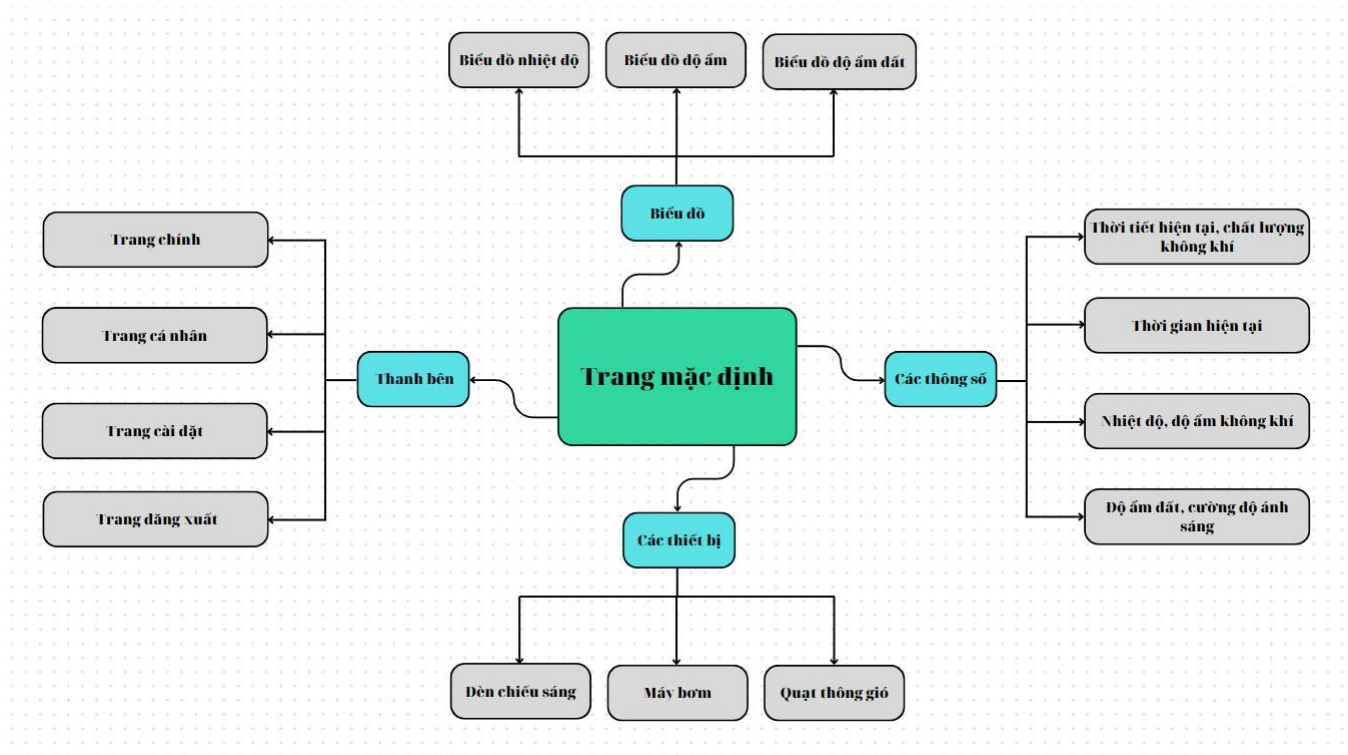 Biểu đồ nhiệt độ
Biểu đồ độ ẩm
Biểu đồ độ ẩm đất
Biểu đồ
Trang chính
Trang cá nhân
Trang cài đặt
Trang đăng xuất
Thanh bên
Trang mặc định
Các thông số
Thời tiết hiện tại, chất lượng
không khí
Thời gian hiện tại
Nhiệt độ, độ ẩm không khí
Độ ẩm đất, cường độ ánh
sáng
Các thiết bị
Đèn chiếu sáng
Máy bơm
Quạt thông gió